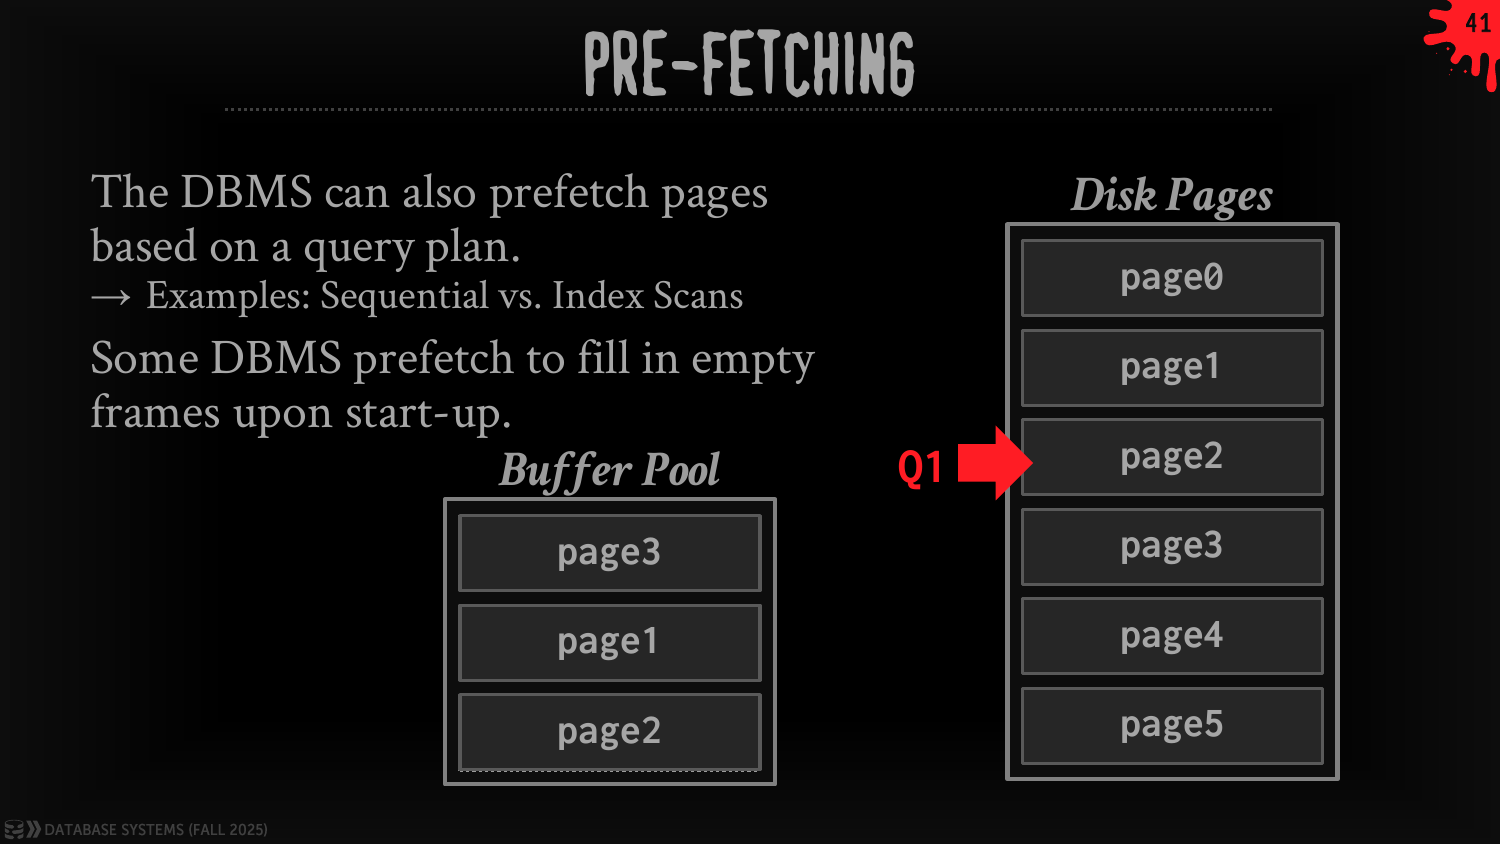 PRE-FETCHING
41
The DBMS can also prefetch pages
based on a query plan.
→ Examples: Sequential vs. Index Scans
Some DBMS prefetch to fill in empty
frames upon start-up.
Buffer Pool
page3
page1
page2
Disk Pages
page0
page1
Q1
page2
page3
page4
page5
DATABASE SYSTEMS (FALL 2025)